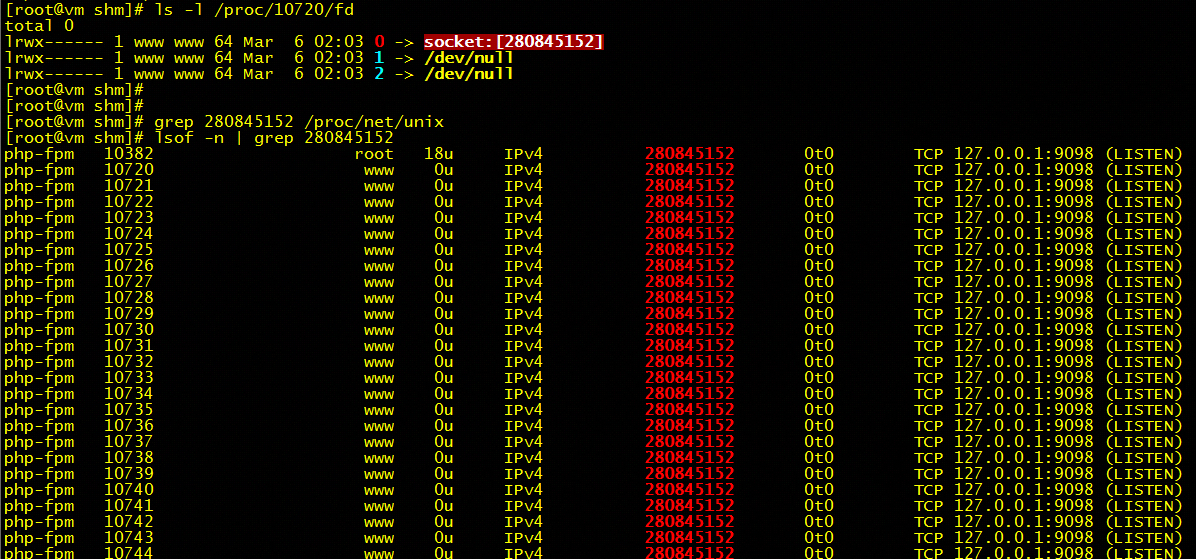 [root@vm shm]# ls -l /proc/10720/fd
total 0
lrwx------ 1 www www 64 Mar  6 02:03 0 -> socket:[280845152]
lrwx------ 1 www www 64 Mar  6 02:03 1 -> /dev/null
lrwx------ 1 www www 64 Mar  6 02:03 2 -> /dev/null
[root@vm shm]#
[root@vm shm]#
[root@vm shm]# grep 280845152 /proc/net/unix
[root@vm shm]# lsof -n | grep 280845152
php-fpm   10382   root   18u   IPv4   280845152   0t0   TCP 127.0.0.1:9098 (LISTEN)
php-fpm   10720   www   0u   IPv4   280845152   0t0   TCP 127.0.0.1:9098 (LISTEN)
php-fpm   10721   www   0u   IPv4   280845152   0t0   TCP 127.0.0.1:9098 (LISTEN)
php-fpm   10722   www   0u   IPv4   280845152   0t0   TCP 127.0.0.1:9098 (LISTEN)
php-fpm   10723   www   0u   IPv4   280845152   0t0   TCP 127.0.0.1:9098 (LISTEN)
php-fpm   10724   www   0u   IPv4   280845152   0t0   TCP 127.0.0.1:9098 (LISTEN)
php-fpm   10725   www   0u   IPv4   280845152   0t0   TCP 127.0.0.1:9098 (LISTEN)
php-fpm   10726   www   0u   IPv4   280845152   0t0   TCP 127.0.0.1:9098 (LISTEN)
php-fpm   10727   www   0u   IPv4   280845152   0t0   TCP 127.0.0.1:9098 (LISTEN)
php-fpm   10728   www   0u   IPv4   280845152   0t0   TCP 127.0.0.1:9098 (LISTEN)
php-fpm   10729   www   0u   IPv4   280845152   0t0   TCP 127.0.0.1:9098 (LISTEN)
php-fpm   10730   www   0u   IPv4   280845152   0t0   TCP 127.0.0.1:9098 (LISTEN)
php-fpm   10731   www   0u   IPv4   280845152   0t0   TCP 127.0.0.1:9098 (LISTEN)
php-fpm   10732   www   0u   IPv4   280845152   0t0   TCP 127.0.0.1:9098 (LISTEN)
php-fpm   10733   www   0u   IPv4   280845152   0t0   TCP 127.0.0.1:9098 (LISTEN)
php-fpm   10734   www   0u   IPv4   280845152   0t0   TCP 127.0.0.1:9098 (LISTEN)
php-fpm   10735   www   0u   IPv4   280845152   0t0   TCP 127.0.0.1:9098 (LISTEN)
php-fpm   10736   www   0u   IPv4   280845152   0t0   TCP 127.0.0.1:9098 (LISTEN)
php-fpm   10737   www   0u   IPv4   280845152   0t0   TCP 127.0.0.1:9098 (LISTEN)
php-fpm   10738   www   0u   IPv4   280845152   0t0   TCP 127.0.0.1:9098 (LISTEN)
php-fpm   10739   www   0u   IPv4   280845152   0t0   TCP 127.0.0.1:9098 (LISTEN)
php-fpm   10740   www   0u   IPv4   280845152   0t0   TCP 127.0.0.1:9098 (LISTEN)
php-fpm   10741   www   0u   IPv4   280845152   0t0   TCP 127.0.0.1:9098 (LISTEN)
php-fpm   10742   www   0u   IPv4   280845152   0t0   TCP 127.0.0.1:9098 (LISTEN)
php-fpm   10743   www   0u   IPv4   280845152   0t0   TCP 127.0.0.1:9098 (LISTEN)
php-fpm   10744   www   0u   IPv4   280845152   0t0   TCP 127.0.0.1:9098 (LISTEN)